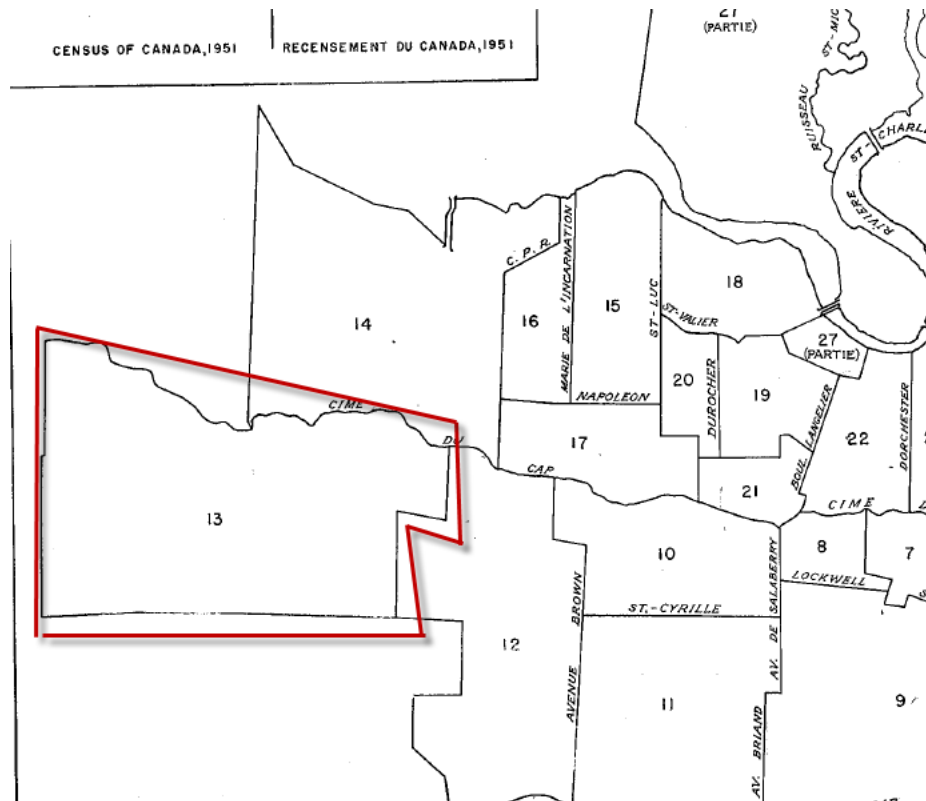 21
(PARTIE)
CENSUS OF CANADA, 1951
RECENSEMENT DU CANADA, 1951
RUISSEAU ST-MIC
RIVIÈRE ST-CHARL
C. P. R.
MARIE DE L'INCARNATION
ST-LUC
18
14
16
15
ST-VALIER
27
(PARTIE)
20
DUROCHER
19
NAPOLEON
BOUL. LANGELIER
22
DORCHESTER
CIME
DU
CAP
17
21
13
CIME
10
8
7
LOCKWELL
AVENUE BROWN
ST.-CYRILLE
AV. DE SALABERRY
12
11
9
AV. BRIAND